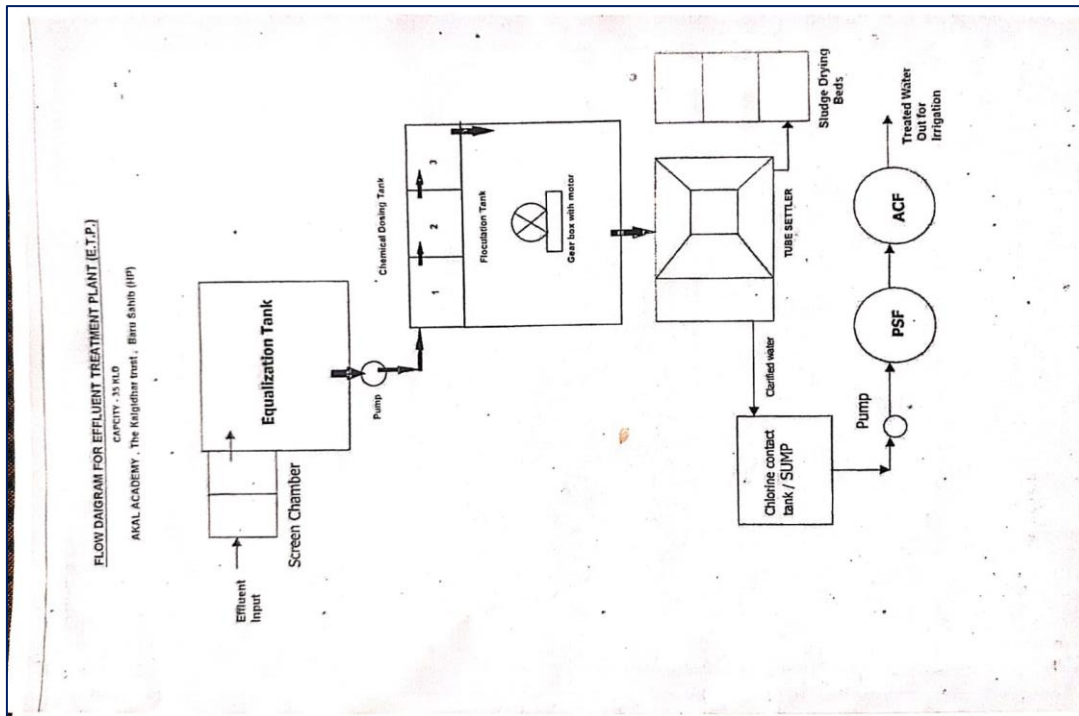 FLOW DAIGRAM FOR EFFLUENT TREATMENT PLANT (E.T.P.)
CAPCITY - 35 KLD
AKAL ACADEMY , The Kalgidhar trust , Baru Sahib (HP)
Effluent
Input
Screen Chamber
Equalization Tank
Pump
Chemical Dosing Tank
1
2
3
Floculation Tank
Gear box with motor
TUBE SETTLER
Sludge Drying
Beds
Clarified water
Chlorine contact
tank / SUMP
Pump
PSF
ACF
Treated Water
Out for
Irrigation